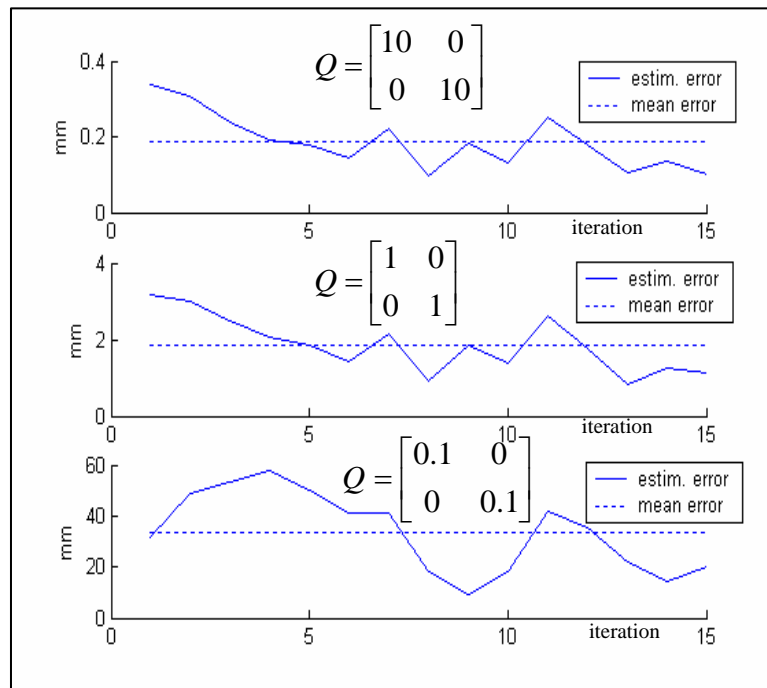 Q = [10 0
0 10]
0.4
0.2
0
mm
estim. error
mean error
0 5 10 15
iteration
Q = [1 0
0 1]
4
2
0
mm
estim. error
mean error
0 5 10 15
iteration
Q = [0.1 0
0 0.1]
60
40
20
0
mm
estim. error
mean error
0 5 10 15
iteration